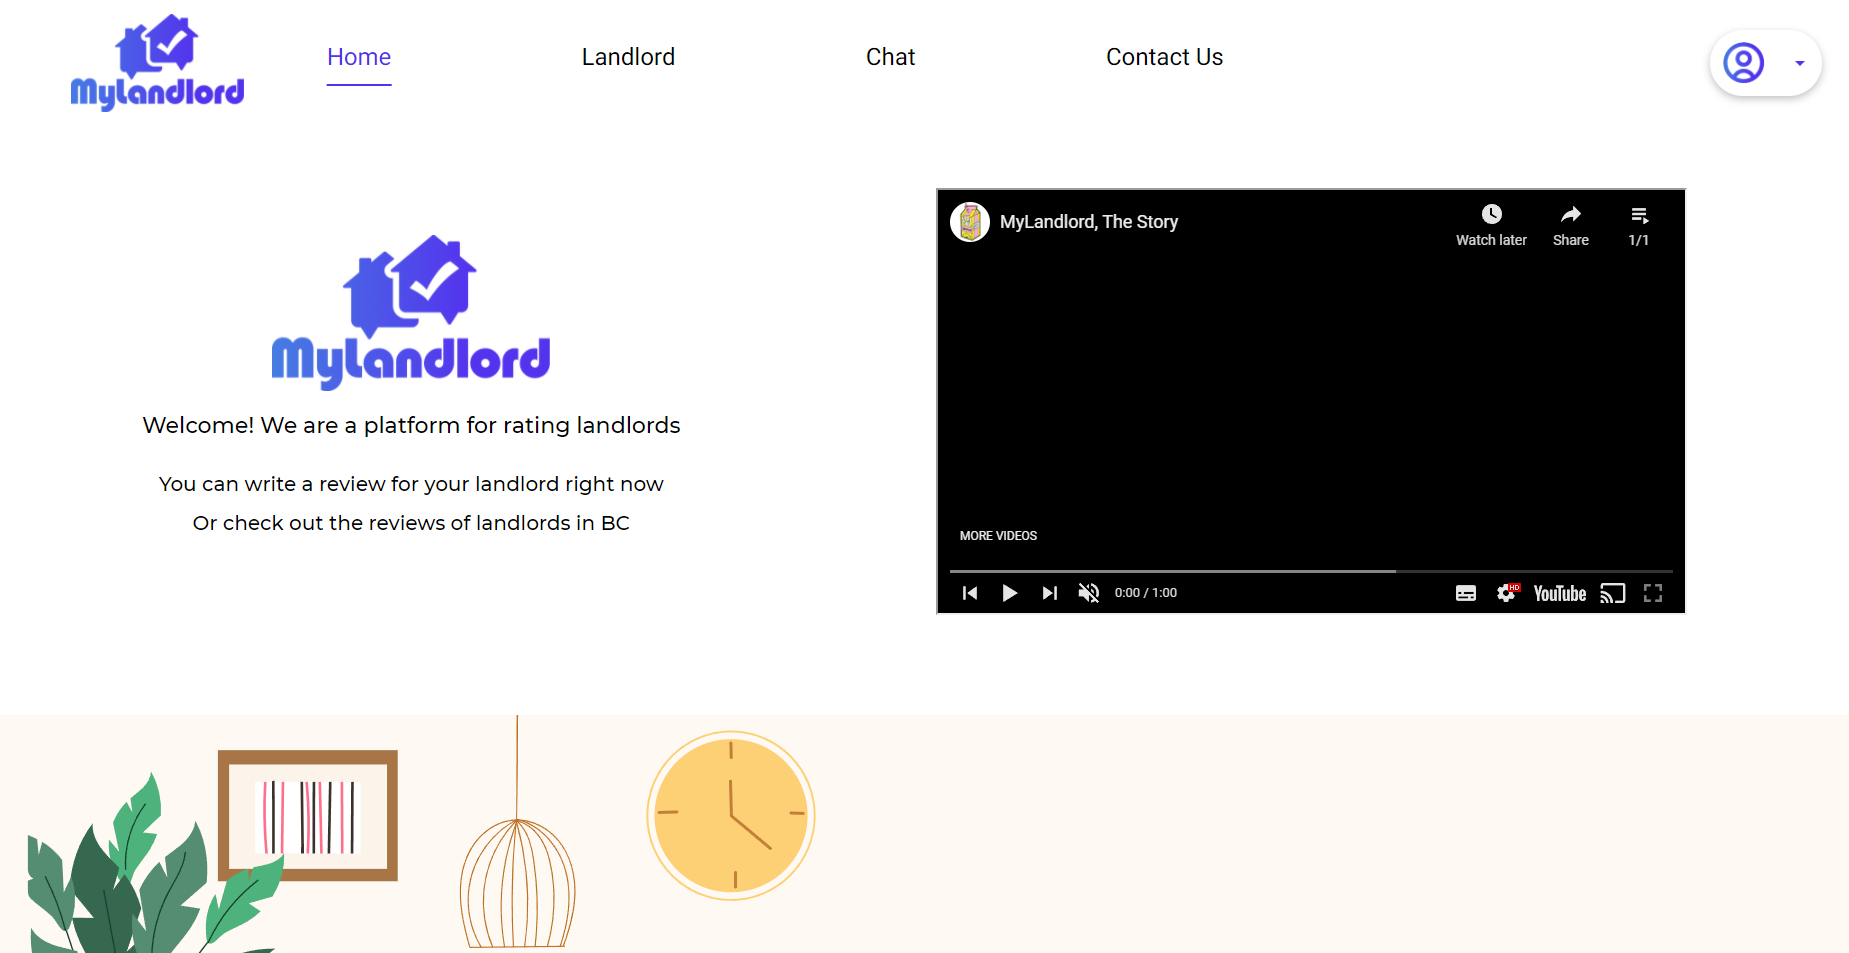 MyLandlord
Home
Landlord
Chat
Contact Us
MyLandlord
Welcome! We are a platform for rating landlords
You can write a review for your landlord right now
Or check out the reviews of landlords in BC
MyLandlord, The Story
Watch later
Share
1/1
MORE VIDEOS
0:00 / 1:00
HD
YouTube